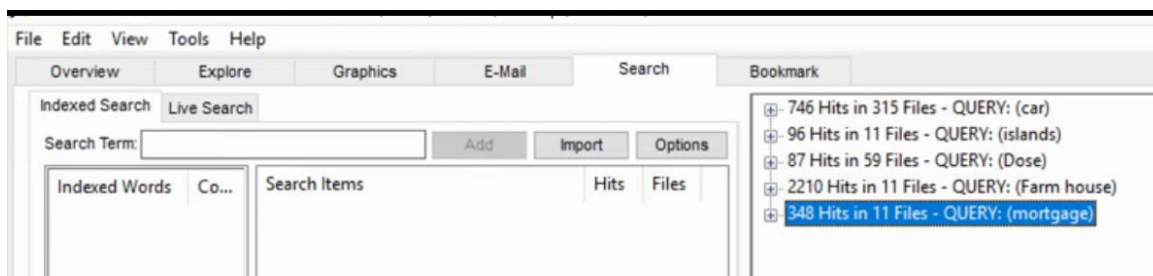 File Edit View Tools Help
Overview Explore Graphics E-Mail Search Bookmark
Indexed Search Live Search
Search Term: Add Import Options
Indexed Words Co... Search Items Hits Files
746 Hits in 315 Files - QUERY: (car)
96 Hits in 11 Files - QUERY: (islands)
87 Hits in 59 Files - QUERY: (Dose)
2210 Hits in 11 Files - QUERY: (Farm house)
348 Hits in 11 Files - QUERY: (mortgage)